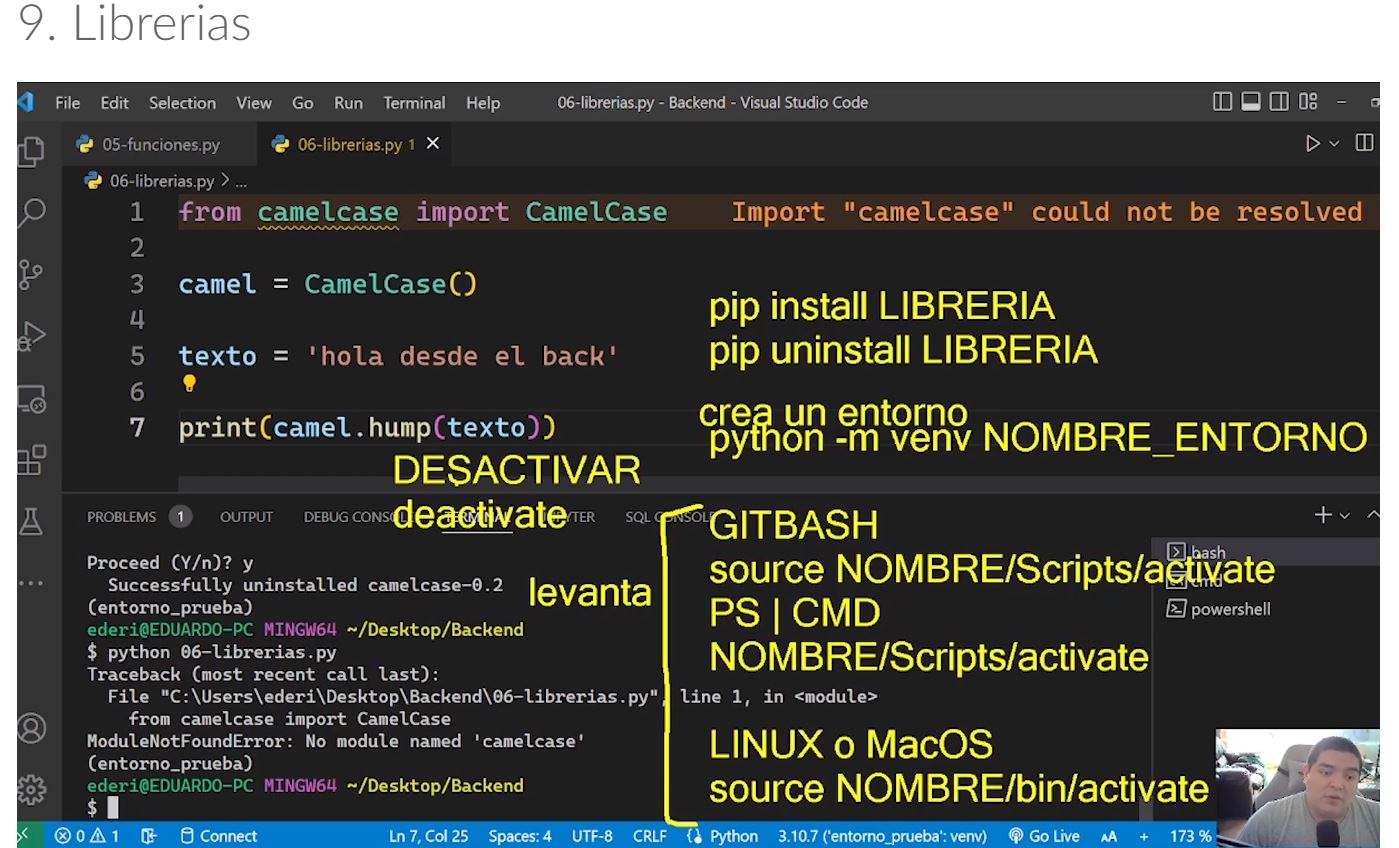 9. Librerias
File Edit Selection View Go Run Terminal Help 06-librerias.py - Backend - Visual Studio Code
05-funciones.py 06-librerias.py 1
06-librerias.py > ...
1 from camelcase import CamelCase Import "camelcase" could not be resolved
2
3 camel = CamelCase()
4
5 texto = 'hola desde el back'
6
7 print(camel.hump(texto))
pip install LIBRERIA
pip uninstall LIBRERIA
crea un entorno
python -m venv NOMBRE_ENTORNO
DESACTIVAR
deactivate
PROBLEMS 1 OUTPUT DEBUG CONSOLE TERMINAL JUPYTER SQL CONSOLE
Proceed (Y/n)? y
Successfully uninstalled camelcase-0.2
(entorno_prueba)
ederi@EDUARDO-PC MINGW64 ~/Desktop/Backend
$ python 06-librerias.py
Traceback (most recent call last):
File "C:\Users\ederi\Desktop\Backend\06-librerias.py", line 1, in <module>
from camelcase import CamelCase
ModuleNotFoundError: No module named 'camelcase'
(entorno_prueba)
ederi@EDUARDO-PC MINGW64 ~/Desktop/Backend
$
levanta
GITBASH
source NOMBRE/Scripts/activate
PS | CMD
NOMBRE/Scripts/activate
LINUX o MacOS
source NOMBRE/bin/activate
bash
cmd
powershell
0 1 Connect Ln 7, Col 25 Spaces: 4 UTF-8 CRLF Python 3.10.7 ('entorno_prueba': venv) Go Live AA + 173 %